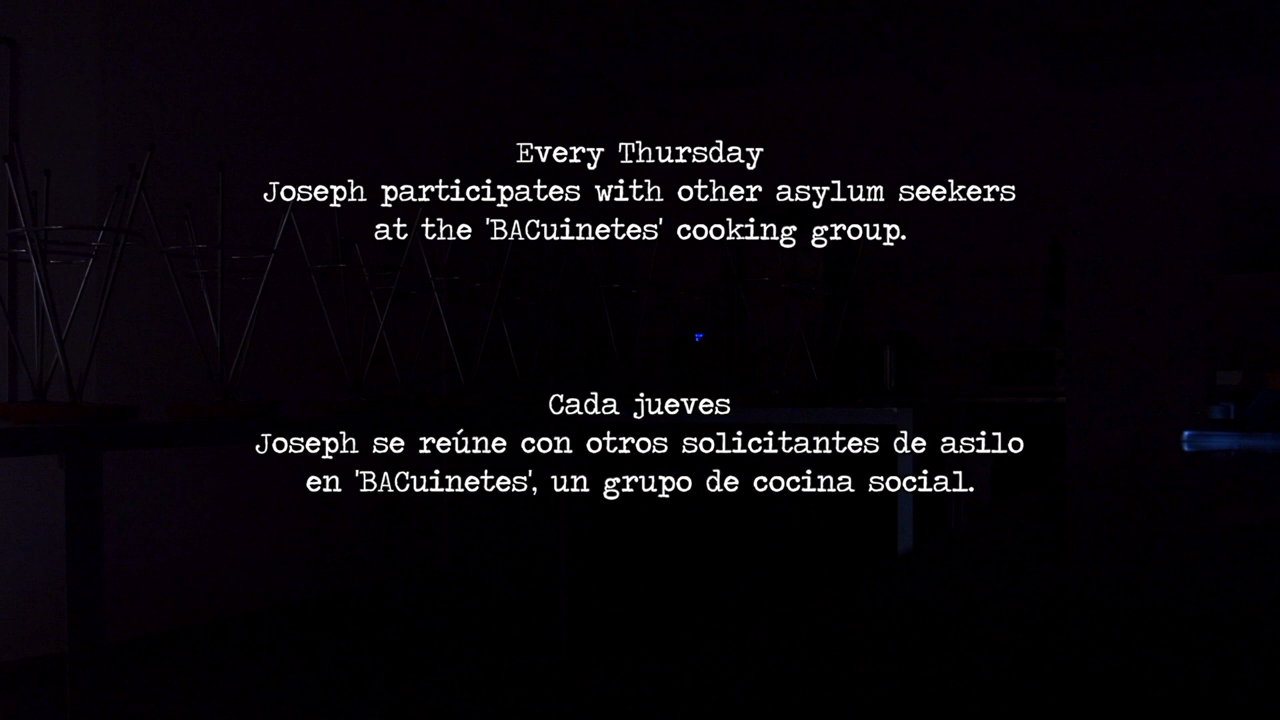 Every Thursday
Joseph participates with other asylum seekers
at the 'BACuinetes' cooking group.
Cada jueves
Joseph se reúne con otros solicitantes de asilo
en 'BACuinetes', un grupo de cocina social.